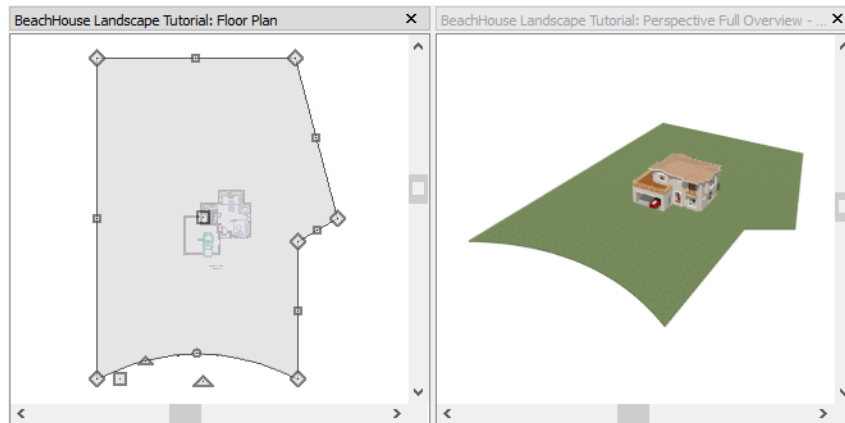 BeachHouse Landscape Tutorial: Floor Plan
BeachHouse Landscape Tutorial: Perspective Full Overview - ...